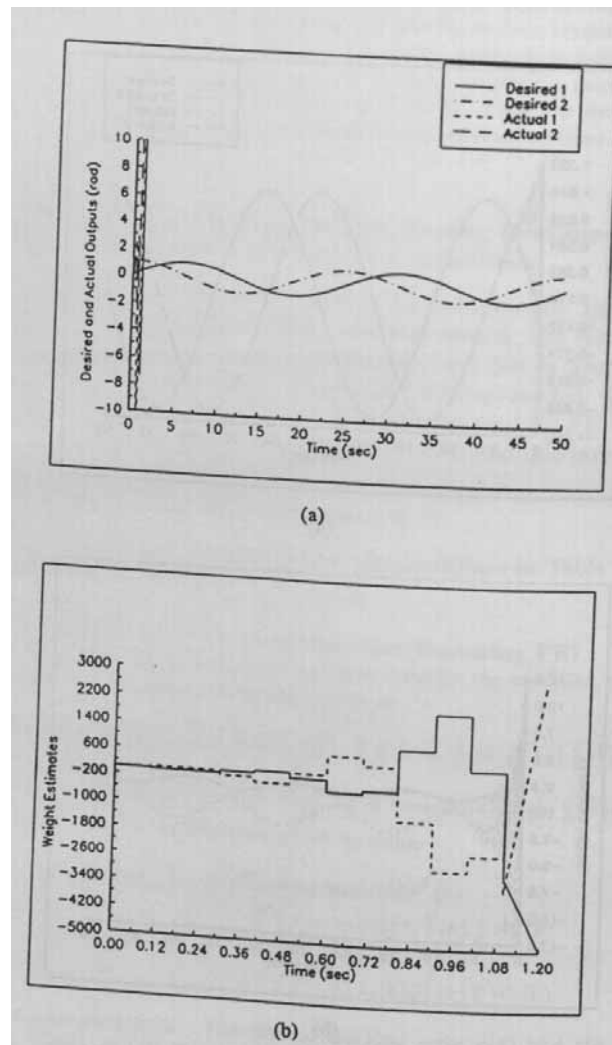 Desired 1
Desired 2
Actual 1
Actual 2
Desired and Actual Outputs (rad)
10
8
6
4
2
0
-2
-4
-6
-8
-10
0 5 10 15 20 25 30 35 40 45 50
Time (sec)
(a)
Weight Estimates
3000
2200
1400
600
-200
-1000
-1800
-2600
-3400
-4200
-5000
0.00 0.12 0.24 0.36 0.48 0.60 0.72 0.84 0.96 1.08 1.20
Time (sec)
(b)